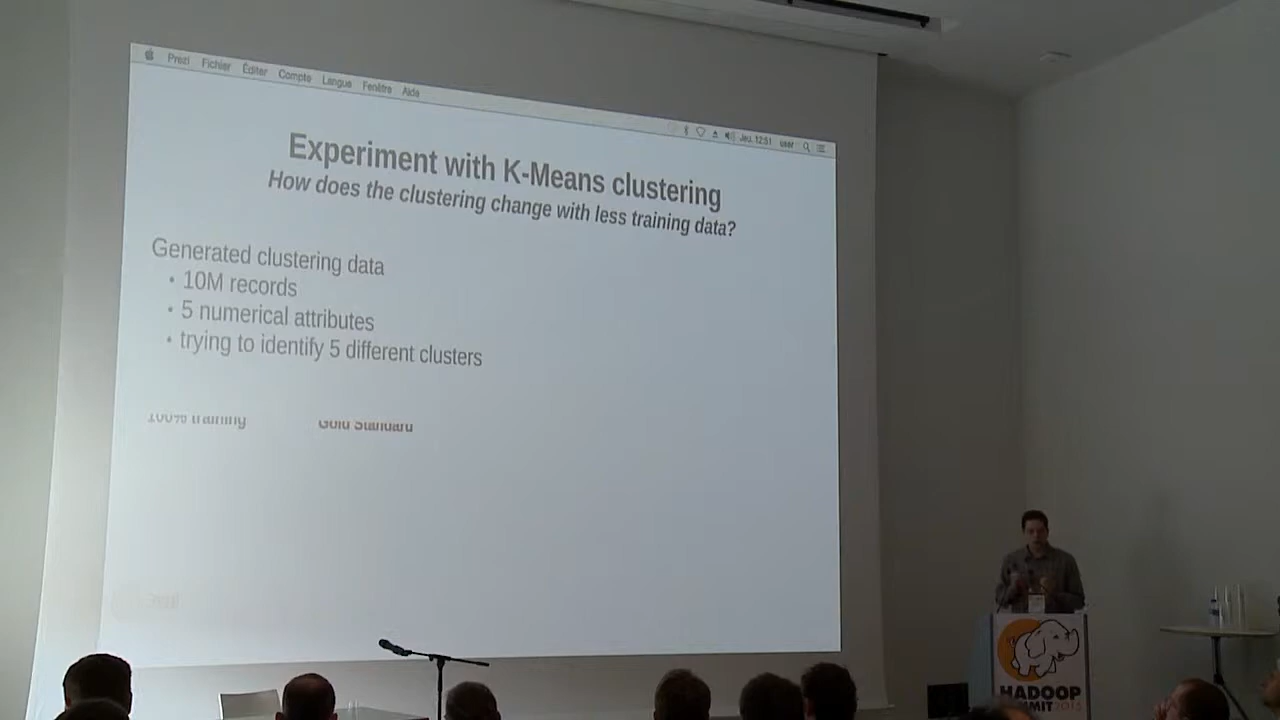 Prezi Fichier Éditer Compte Langue Fenêtre Aide
Jeu. 12:51 user
Experiment with K-Means clustering
How does the clustering change with less training data?
Generated clustering data
• 10M records
• 5 numerical attributes
• trying to identify 5 different clusters
100% training Gold Standard
HADOOP
SUMMIT 2015